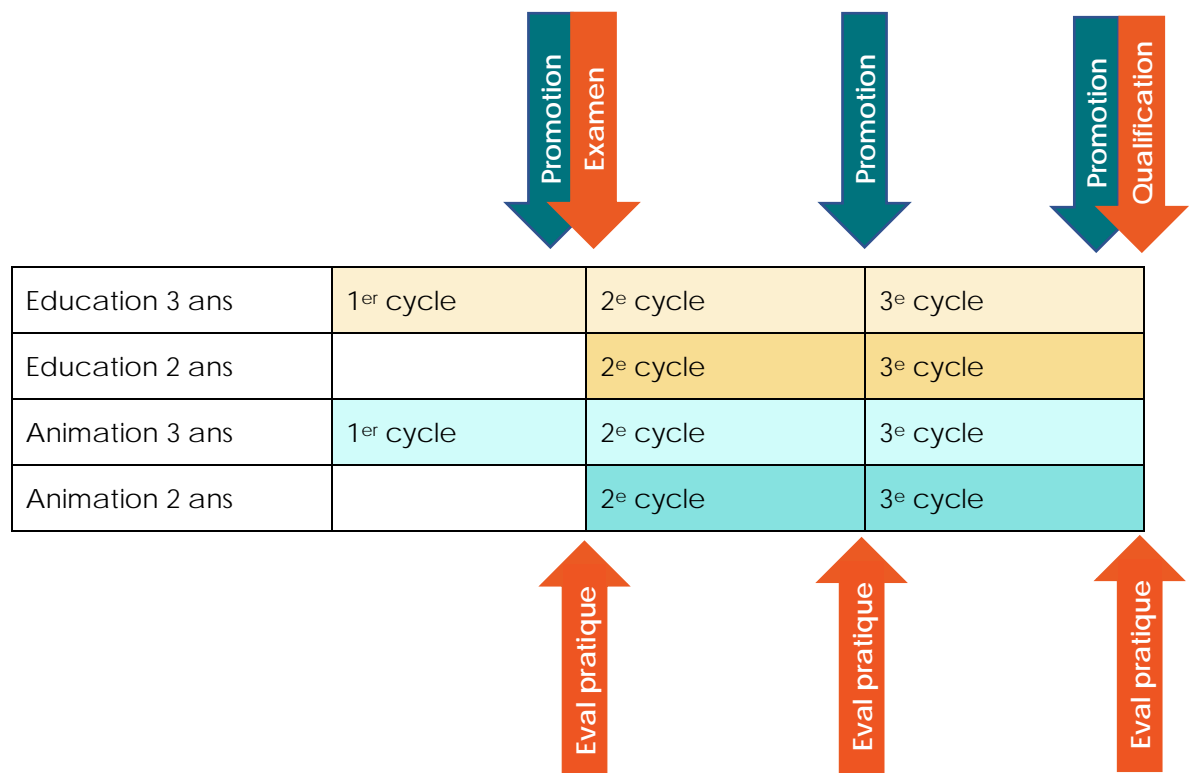 Promotion
Examen
Promotion
Promotion
Qualification
Education 3 ans 1er cycle 2e cycle 3e cycle
Education 2 ans 2e cycle 3e cycle
Animation 3 ans 1er cycle 2e cycle 3e cycle
Animation 2 ans 2e cycle 3e cycle
Eval pratique
Eval pratique
Eval pratique